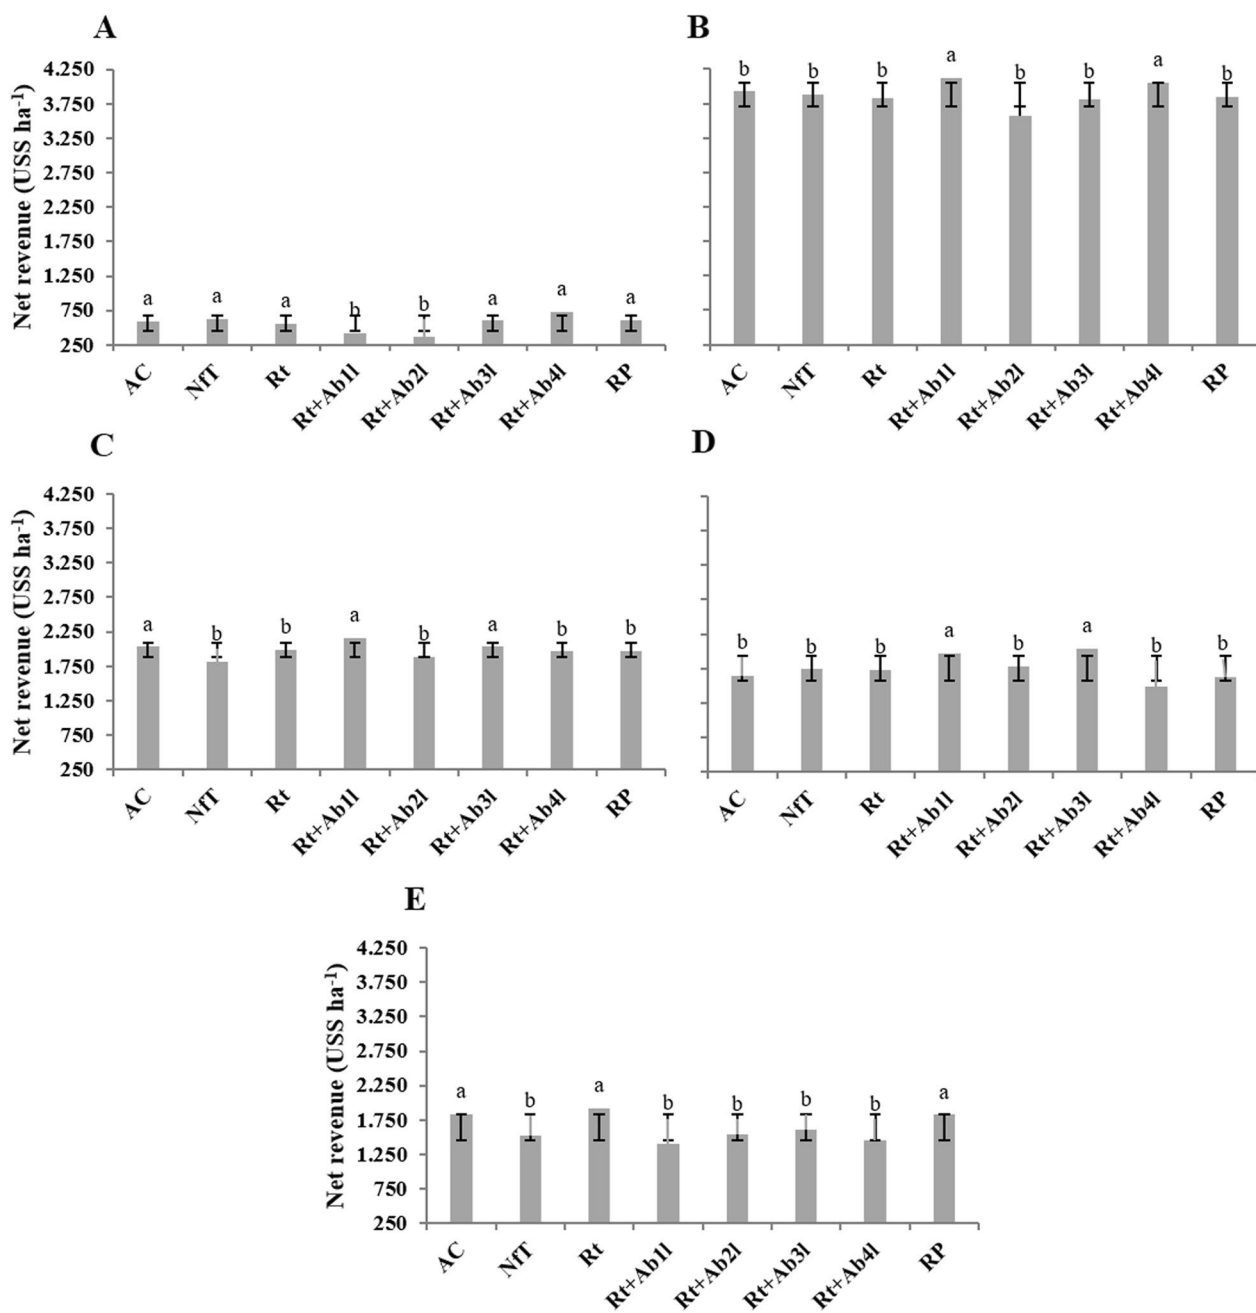 A
Net revenue (USS ha-1)
4.250
3.750
3.250
2.750
2.250
1.750
1.250
750
250
a a a b b a a a
AC NfT Rt Rt+Ab1l Rt+Ab2l Rt+Ab3l Rt+Ab4l RP
B
b b b a b b a b
AC NfT Rt Rt+Ab1l Rt+Ab2l Rt+Ab3l Rt+Ab4l RP
C
Net revenue (USS ha-1)
4.250
3.750
3.250
2.750
2.250
1.750
1.250
750
250
a b b a b a b b
AC NfT Rt Rt+Ab1l Rt+Ab2l Rt+Ab3l Rt+Ab4l RP
D
b b b a b a b b
AC NfT Rt Rt+Ab1l Rt+Ab2l Rt+Ab3l Rt+Ab4l RP
E
Net revenue (USS ha-1)
4.250
3.750
3.250
2.750
2.250
1.750
1.250
750
250
a b a b b b b a
AC NfT Rt Rt+Ab1l Rt+Ab2l Rt+Ab3l Rt+Ab4l RP